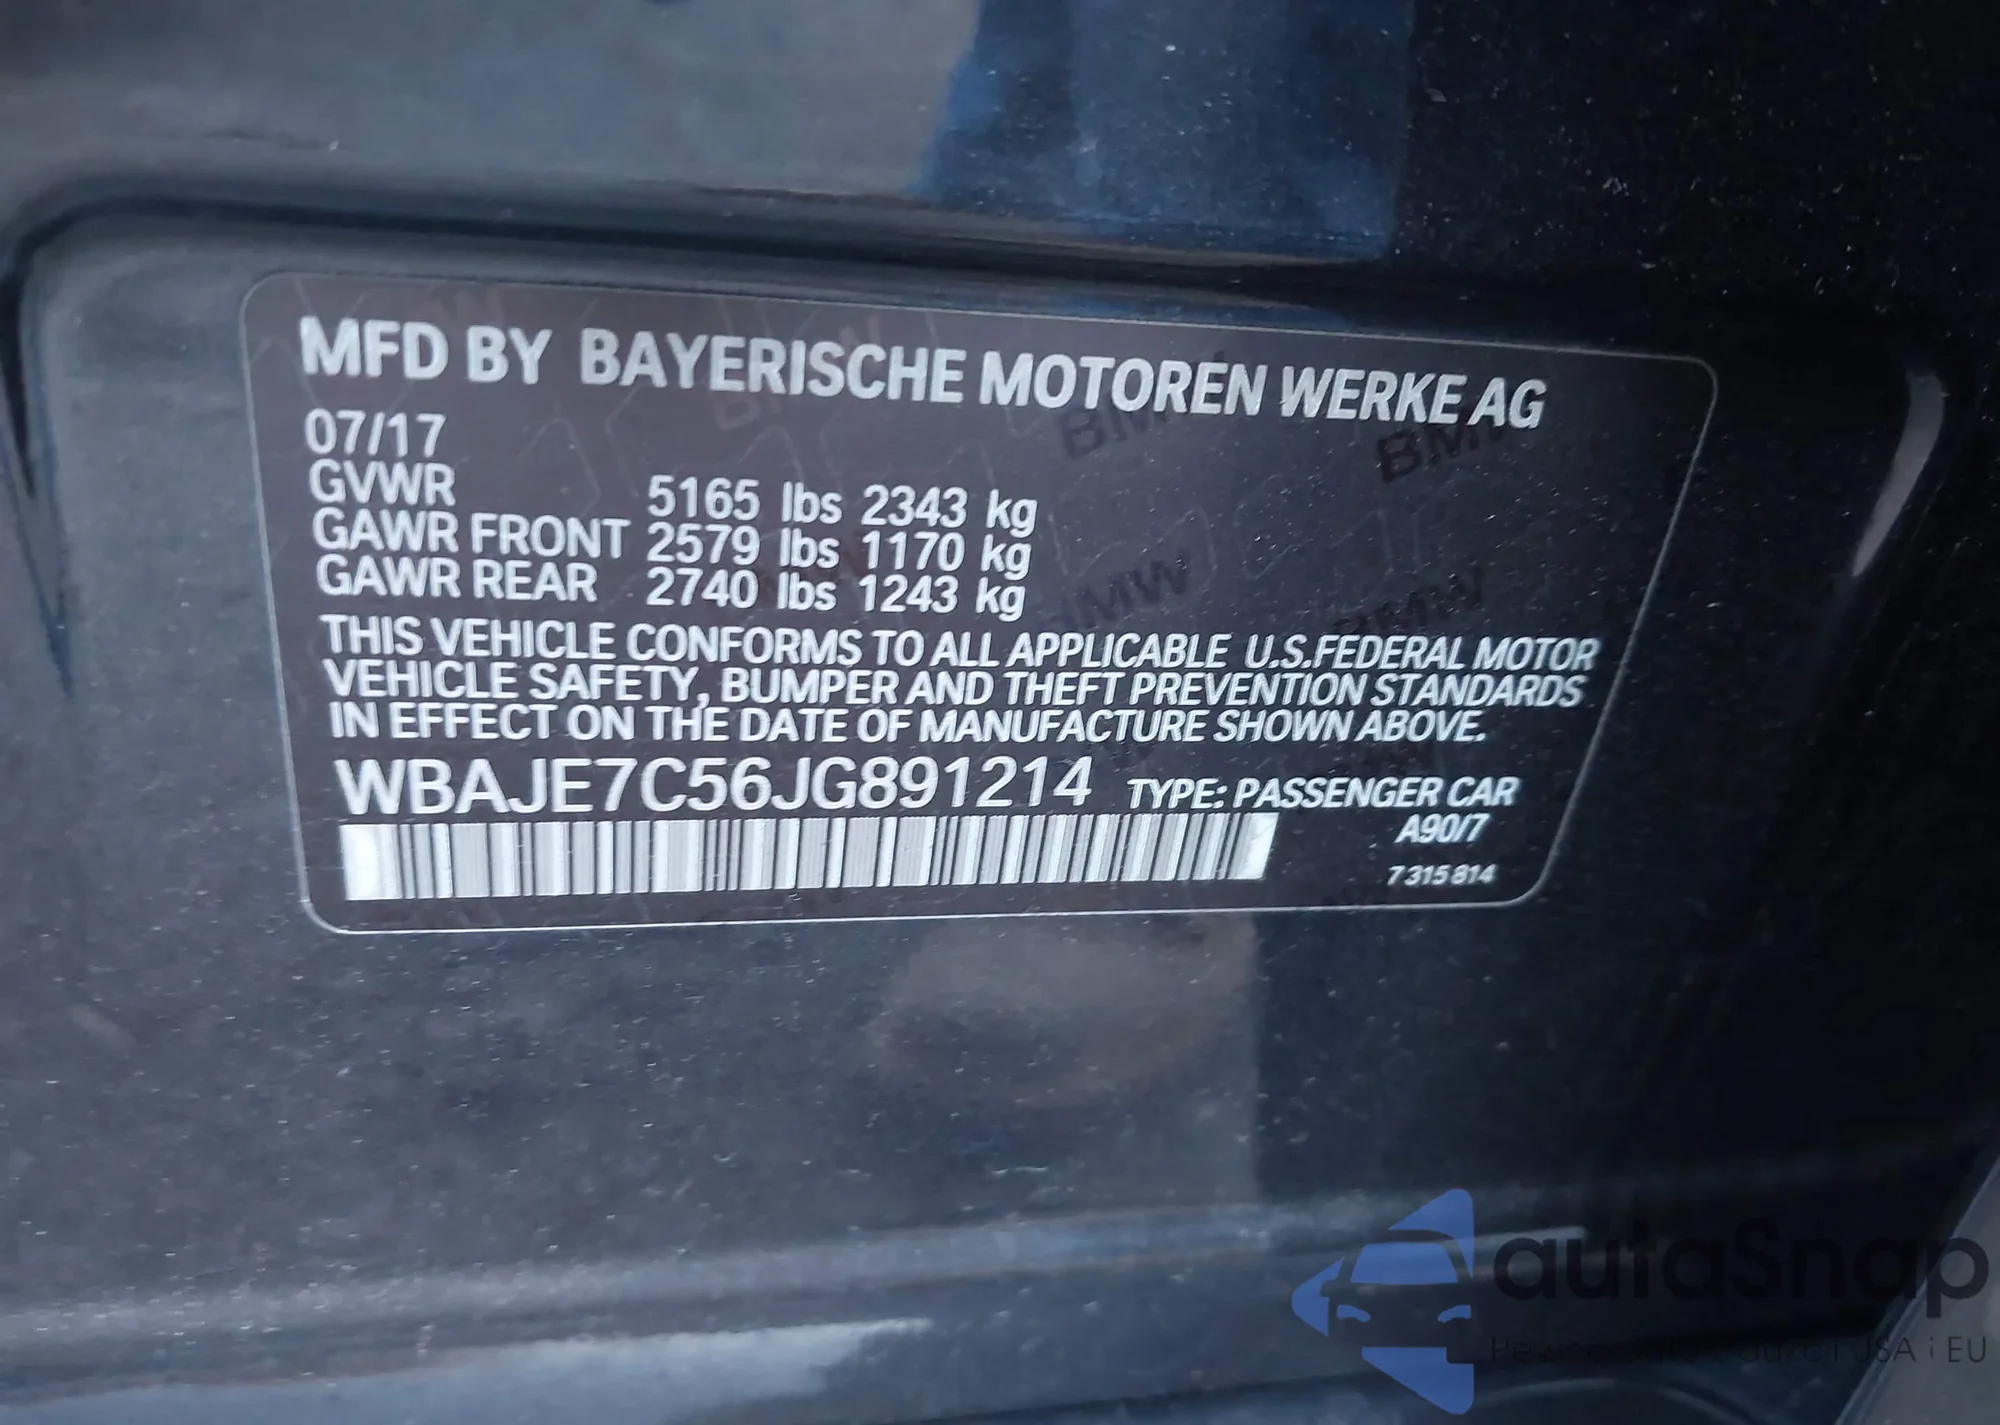 MFD BY BAYERISCHE MOTOREN WERKE AG
07/17
GVWR 5165 lbs 2343 kg
GAWR FRONT 2579 lbs 1170 kg
GAWR REAR 2740 lbs 1243 kg
THIS VEHICLE CONFORMS TO ALL APPLICABLE U.S.FEDERAL MOTOR
VEHICLE SAFETY, BUMPER AND THEFT PREVENTION STANDARDS
IN EFFECT ON THE DATE OF MANUFACTURE SHOWN ABOVE.
WBAJE7C56JG891214 TYPE: PASSENGER CAR
A90/7
7 315 814
autaSnap
USA i EU